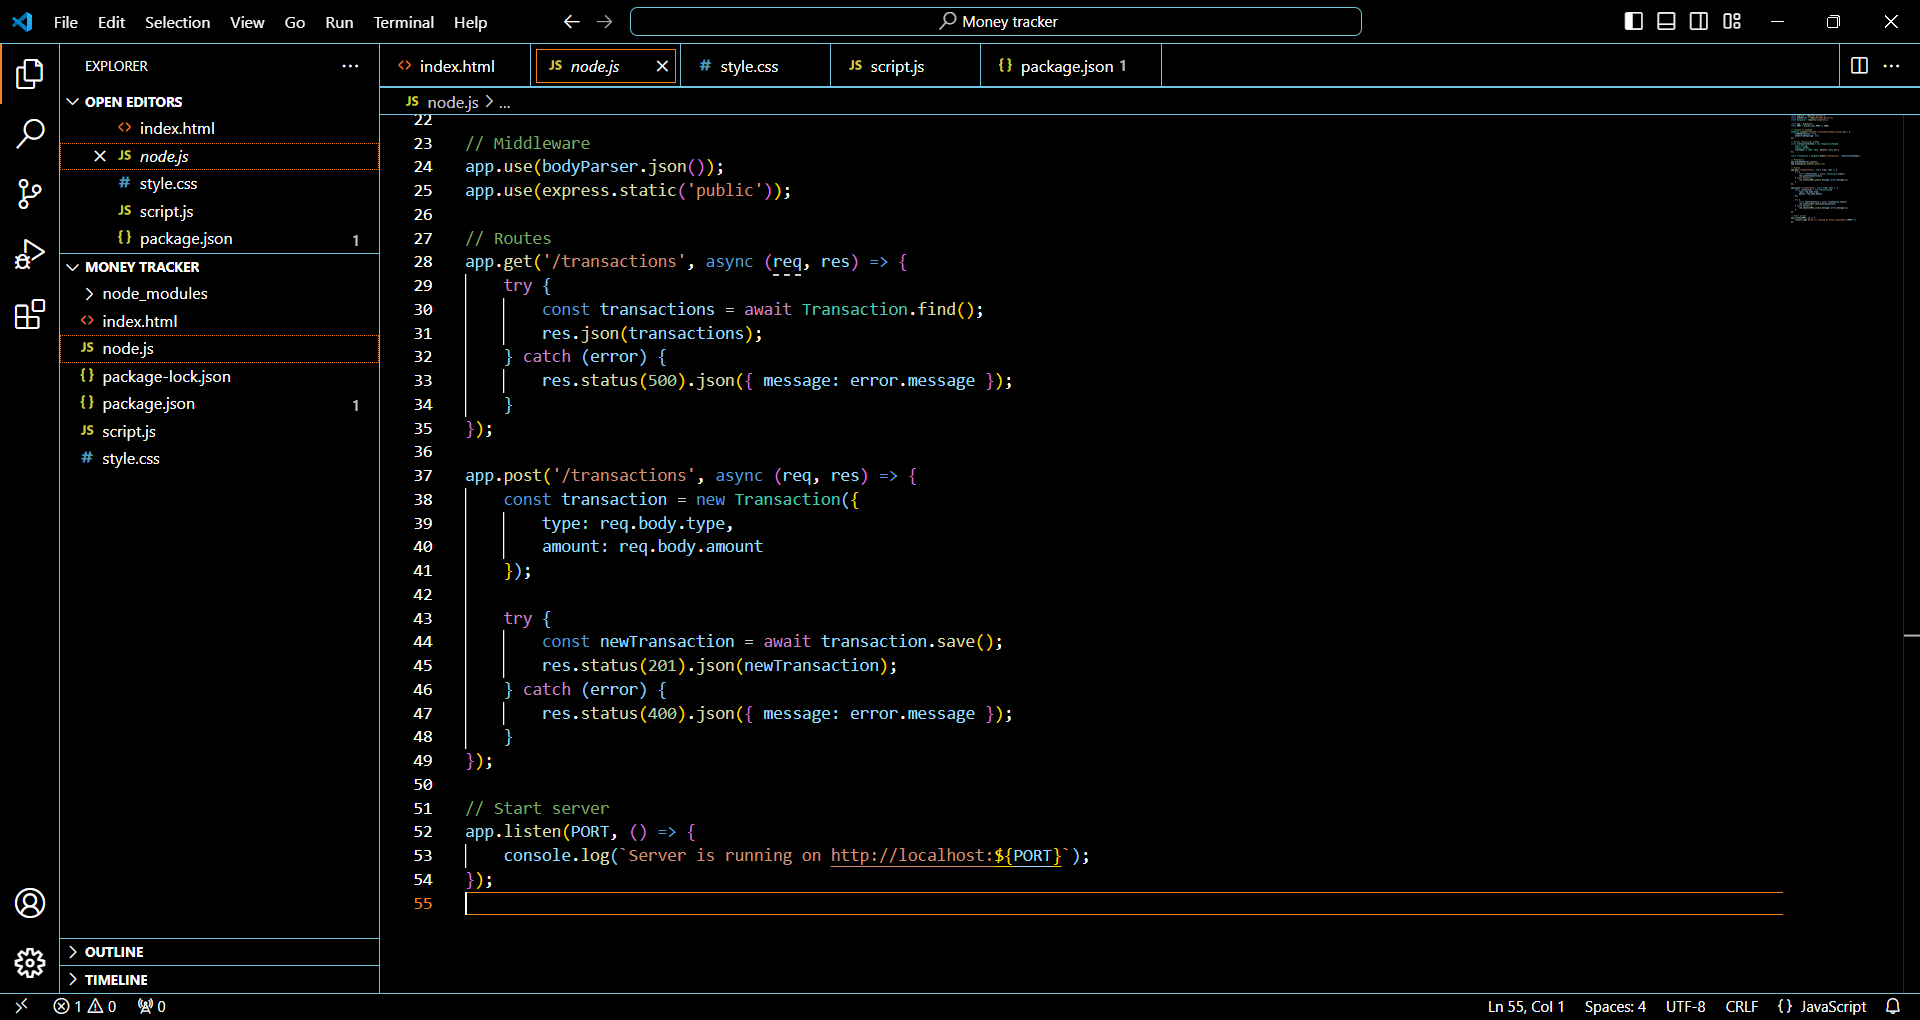 File Edit Selection View Go Run Terminal Help
Money tracker
EXPLORER
OPEN EDITORS
index.html
node.js
style.css
script.js
package.json 1
MONEY TRACKER
node_modules
index.html
node.js
package-lock.json
package.json 1
script.js
style.css
OUTLINE
TIMELINE
index.html
JS node.js
# style.css
JS script.js
{} package.json 1
JS node.js > ...
22
23 // Middleware
24 app.use(bodyParser.json());
25 app.use(express.static('public'));
26
27 // Routes
28 app.get('/transactions', async (req, res) => {
29 try {
30 const transactions = await Transaction.find();
31 res.json(transactions);
32 } catch (error) {
33 res.status(500).json({ message: error.message });
34 }
35 });
36
37 app.post('/transactions', async (req, res) => {
38 const transaction = new Transaction({
39 type: req.body.type,
40 amount: req.body.amount
41 });
42
43 try {
44 const newTransaction = await transaction.save();
45 res.status(201).json(newTransaction);
46 } catch (error) {
47 res.status(400).json({ message: error.message });
48 }
49 });
50
51 // Start server
52 app.listen(PORT, () => {
53 console.log(`Server is running on http://localhost:${PORT}`);
54 });
55
1 0 0
Ln 55, Col 1 Spaces: 4 UTF-8 CRLF {} JavaScript